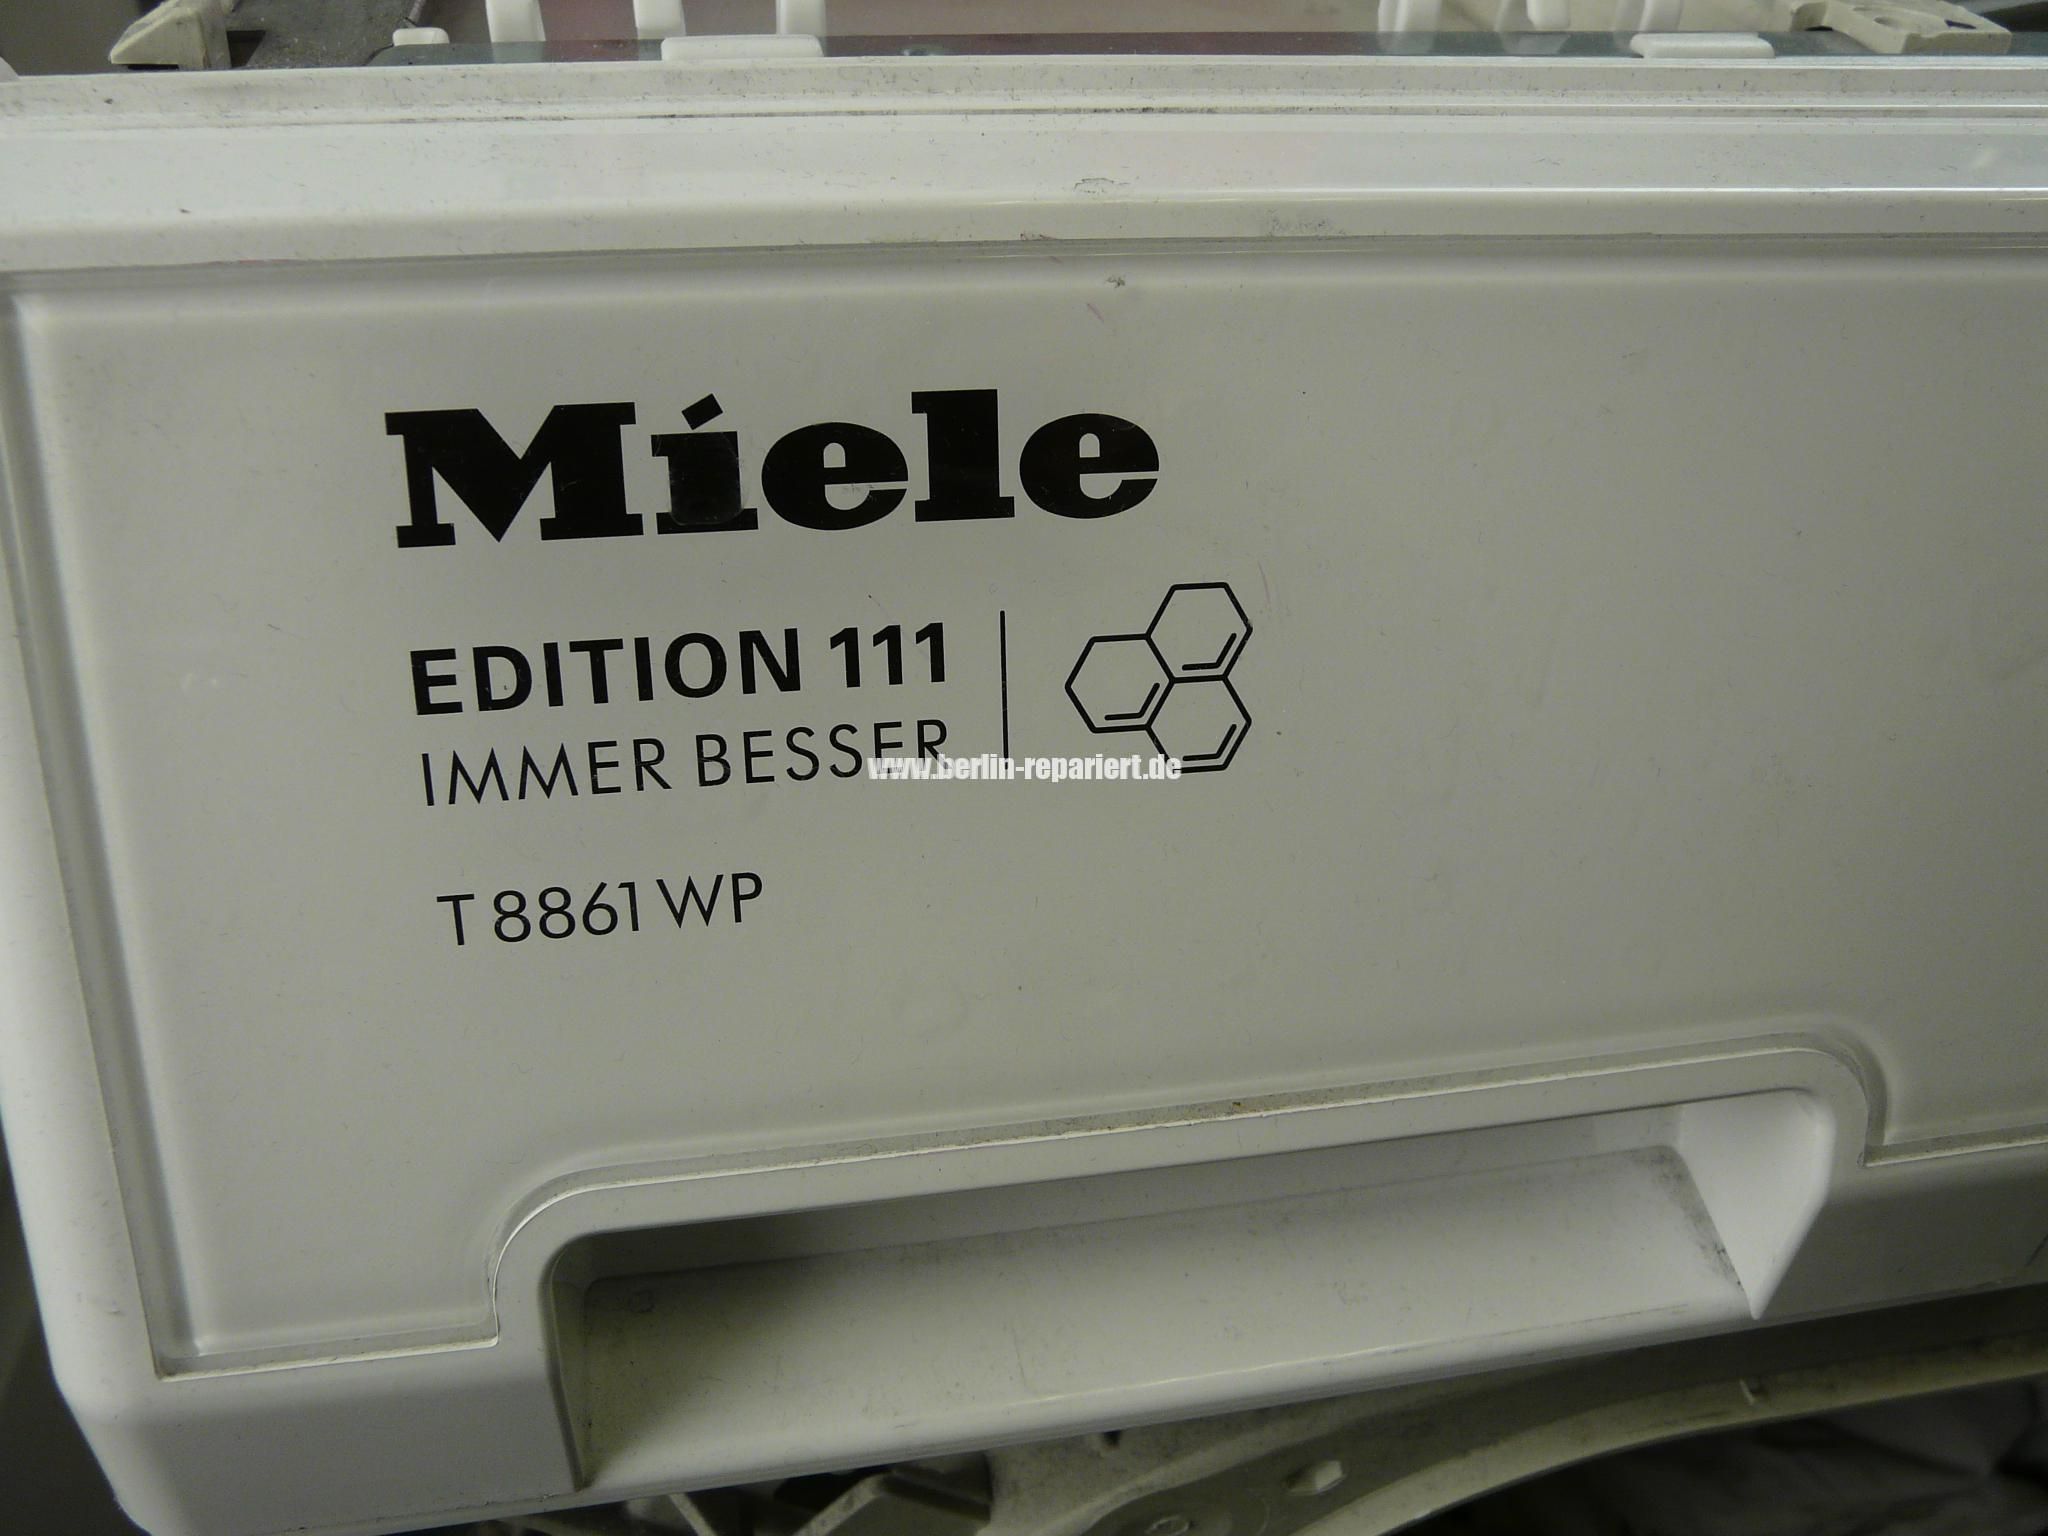 Miele
EDITION 111
IMMER BESSER
www.berlin-repariert.de
T 8861 WP